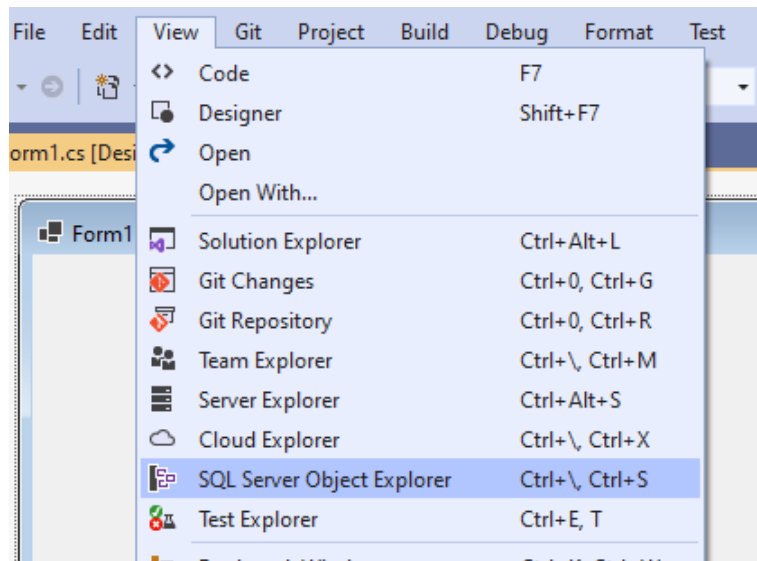 File Edit View Git Project Build Debug Format Test
Code F7
Designer Shift+F7
orm1.cs [Desi
Open
Open With...
Form1
Solution Explorer Ctrl+Alt+L
Git Changes Ctrl+0, Ctrl+G
Git Repository Ctrl+0, Ctrl+R
Team Explorer Ctrl+\, Ctrl+M
Server Explorer Ctrl+Alt+S
Cloud Explorer Ctrl+\, Ctrl+X
SQL Server Object Explorer Ctrl+\, Ctrl+S
Test Explorer Ctrl+E, T